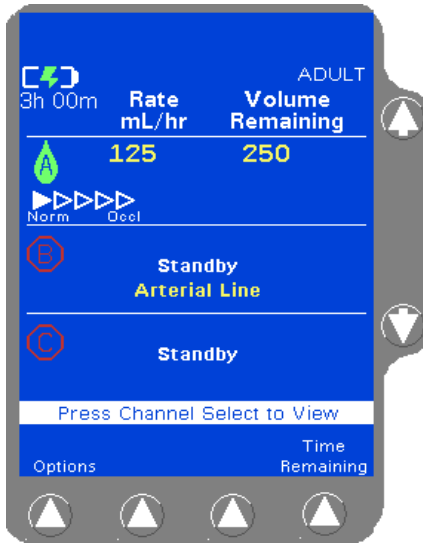 ADULT
3h 00m Rate Volume
mL/hr Remaining
A 125 250
Norm Occl
B
Standby
Arterial Line
C
Standby
Press Channel Select to View
Time
Options Remaining